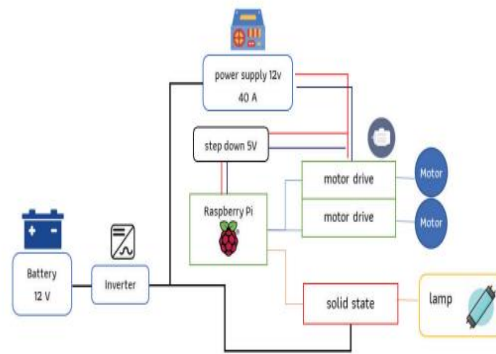 power supply 12v
40 A
step down 5V
motor drive
Motor
Raspberry Pi
motor drive
Motor
Battery
12 V
Inverter
solid state
lamp